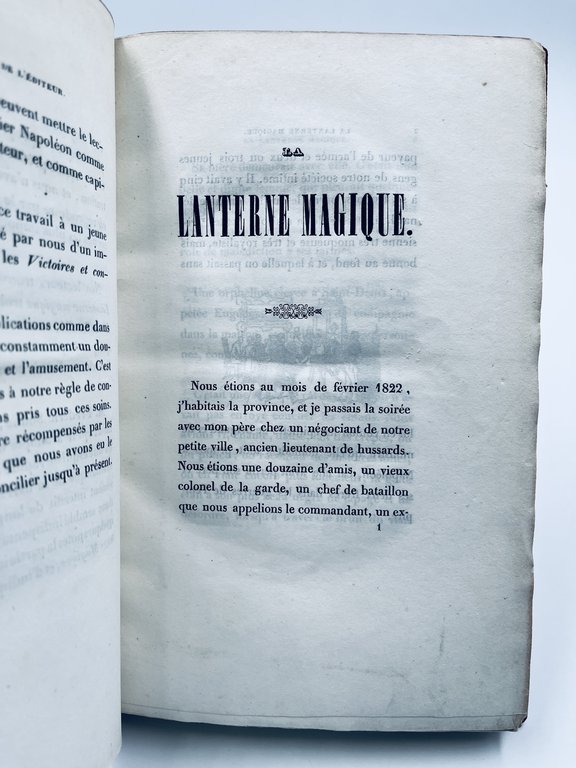 DE L'ÉDITEUR.
euvent mettre le lec-
ier Napoléon comme
teur, et comme capi-
ce travail à un jeune
é par nous d'un im-
les Victoires et con-
plications comme dans
constamment un dou-
et l'amusement. C'est
s à notre règle de con-
ns pris tous ces soins.
re récompensés par les
que nous avons eu le
oncilier jusqu'à présent.
LA
LANTERNE MAGIQUE.
Nous étions au mois de février 1822,
j'habitais la province, et je passais la soirée
avec mon père chez un négociant de notre
petite ville, ancien lieutenant de hussards.
Nous étions une douzaine d'amis, un vieux
colonel de la garde, un chef de bataillon
que nous appelions le commandant, un ex-
1